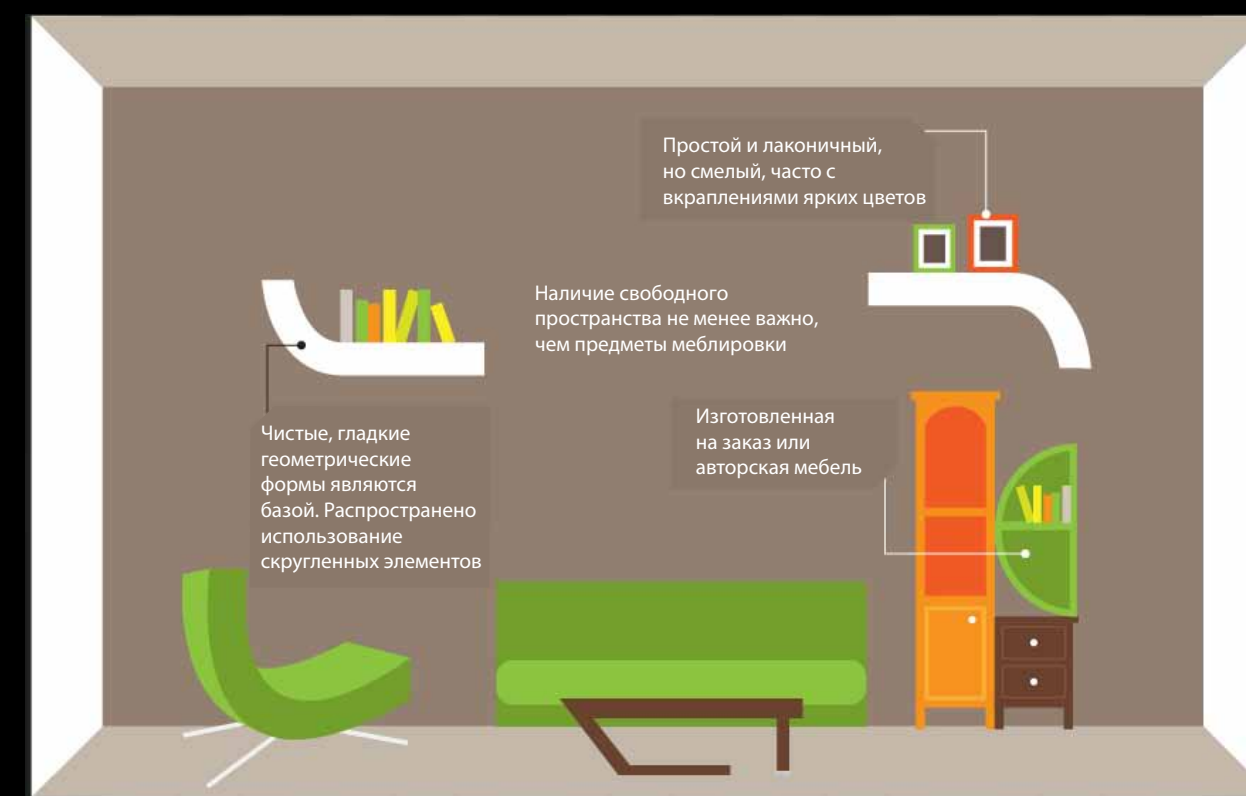 Простой и лаконичный,
но смелый, часто с
вкраплениями ярких цветов
Наличие свободного
пространства не менее важно,
чем предметы меблировки
Чистые, гладкие
геометрические
формы являются
базой. Распространено
использование
скругленных элементов
Изготовленная
на заказ или
авторская мебель